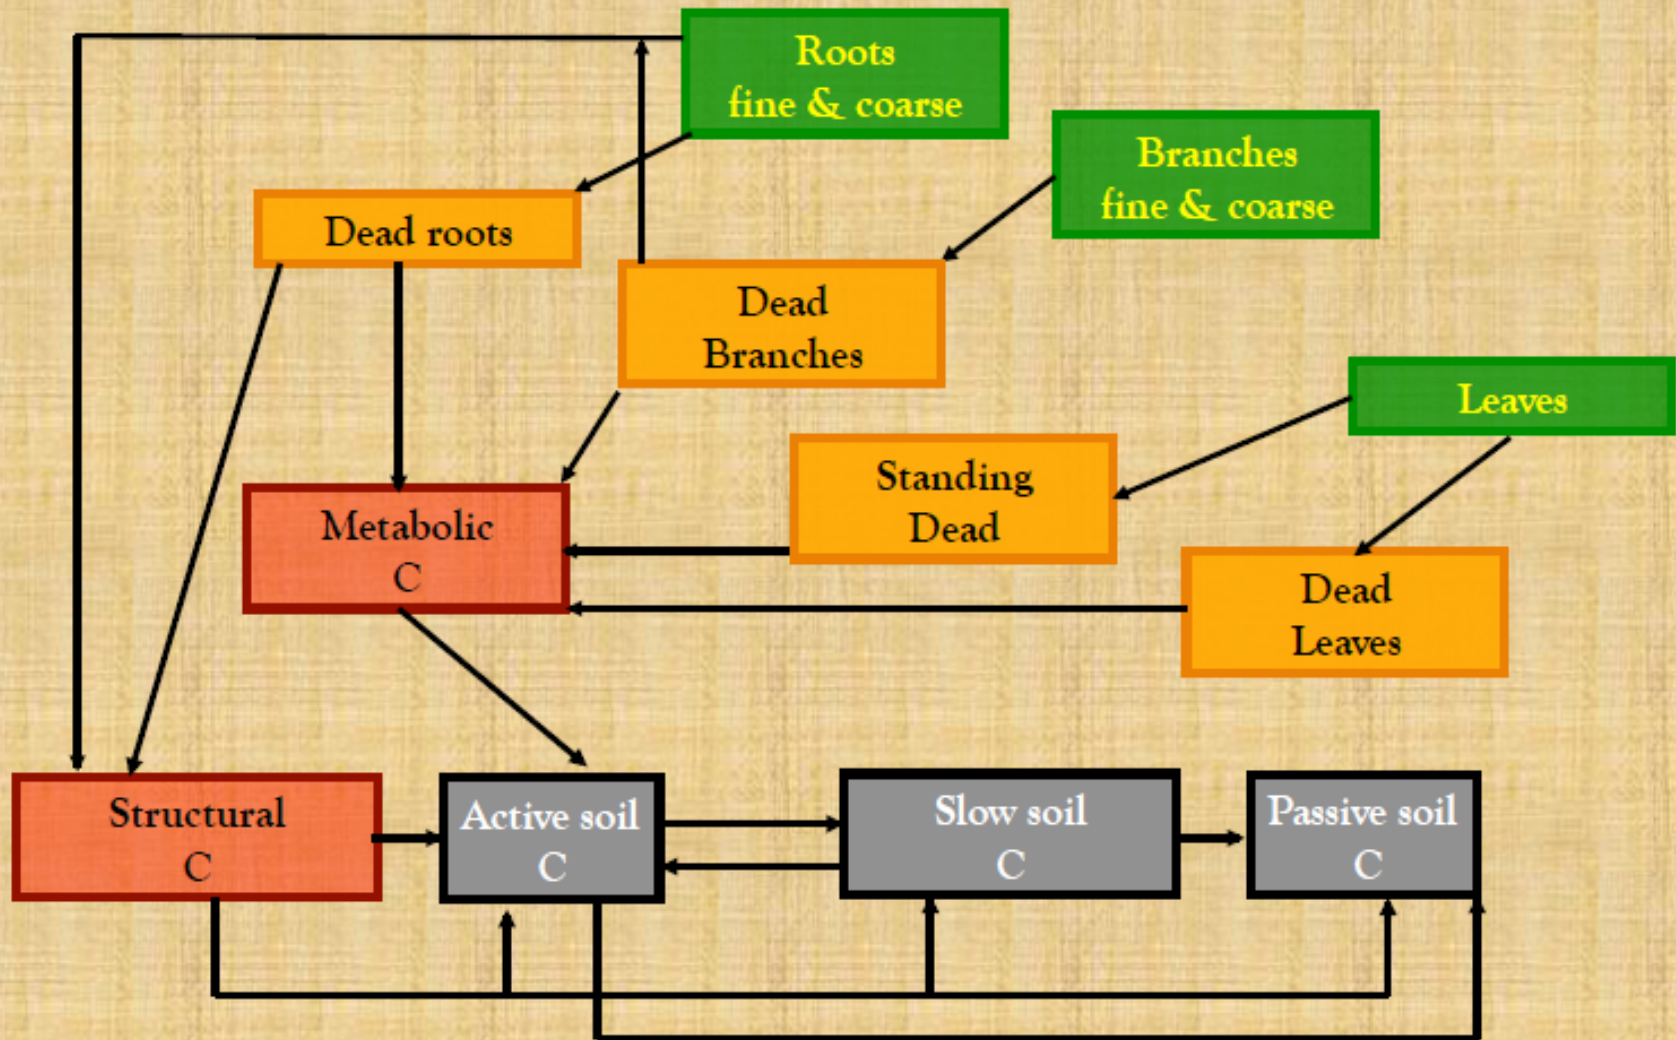 Roots
fine & coarse
Branches
fine & coarse
Dead roots
Dead
Branches
Leaves
Standing
Dead
Metabolic
C
Dead
Leaves
Structural
C
Active soil
C
Slow soil
C
Passive soil
C